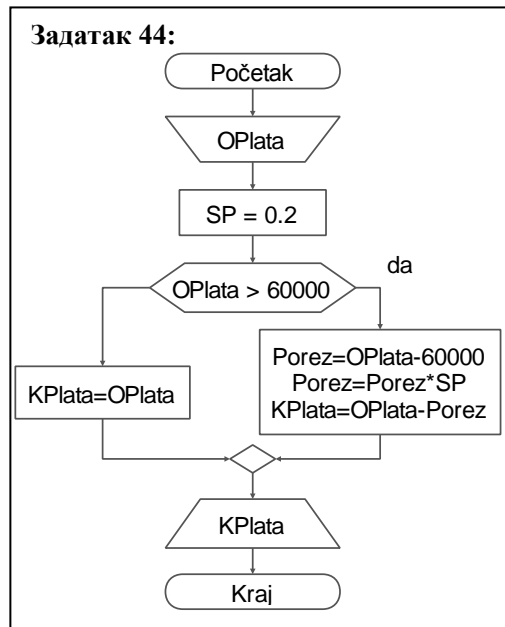 Задатак 44:
Početak
OPlata
SP = 0.2
OPlata > 60000
da
KPlata=OPlata
Porez=OPlata-60000
Porez=Porez*SP
KPlata=OPlata-Porez
KPlata
Kraj